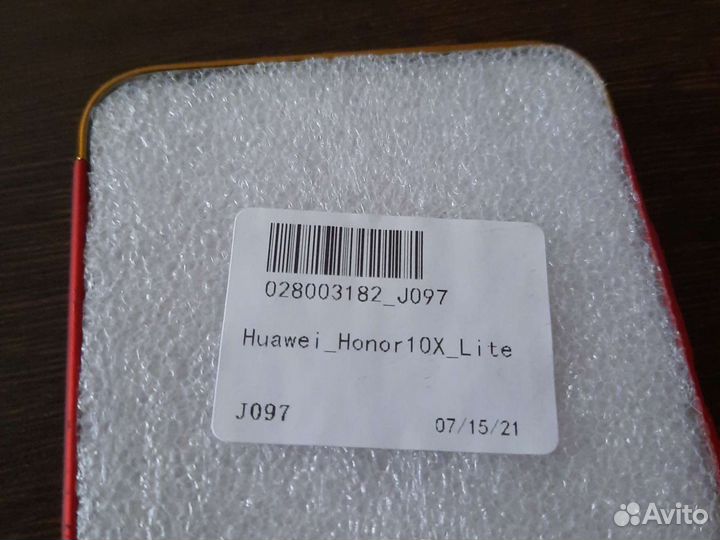 028003182_J097
Huawei_Honor10X_Lite
J097
07/15/21
Avito